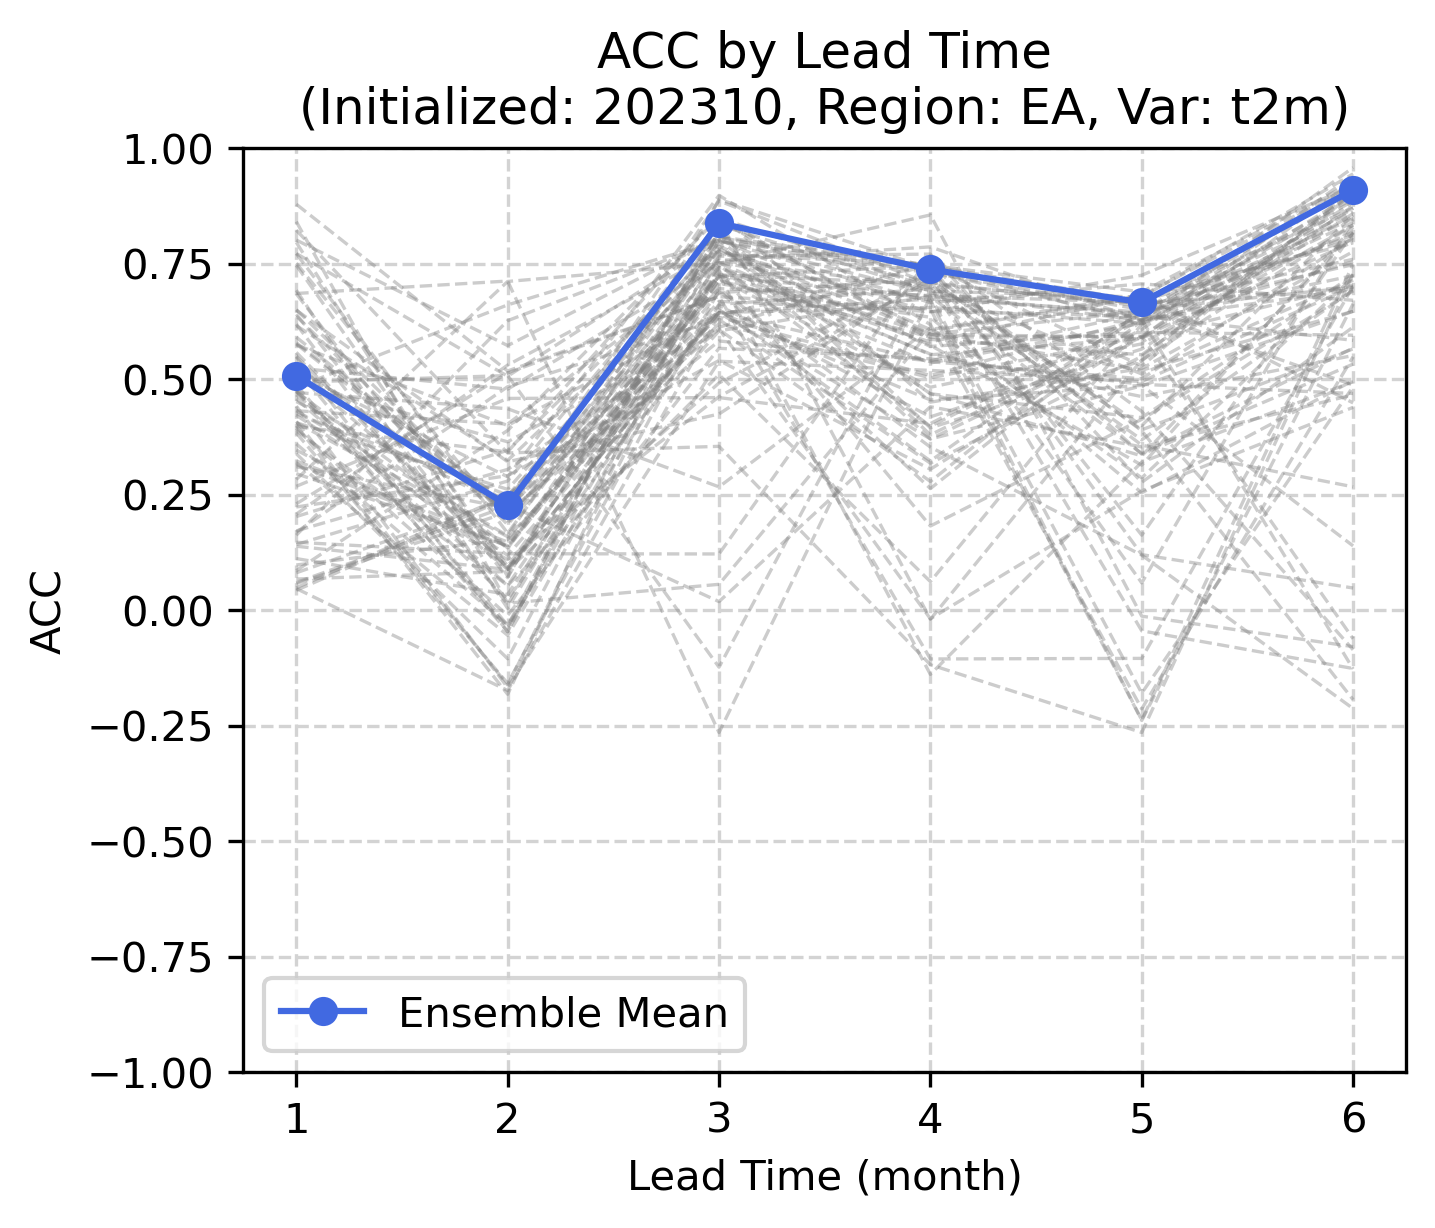 ACC by Lead Time
(Initialized: 202310, Region: EA, Var: t2m)
1.00
0.75
0.50
0.25
0.00
−0.25
−0.50
−0.75
−1.00
ACC
Ensemble Mean
1 2 3 4 5 6
Lead Time (month)